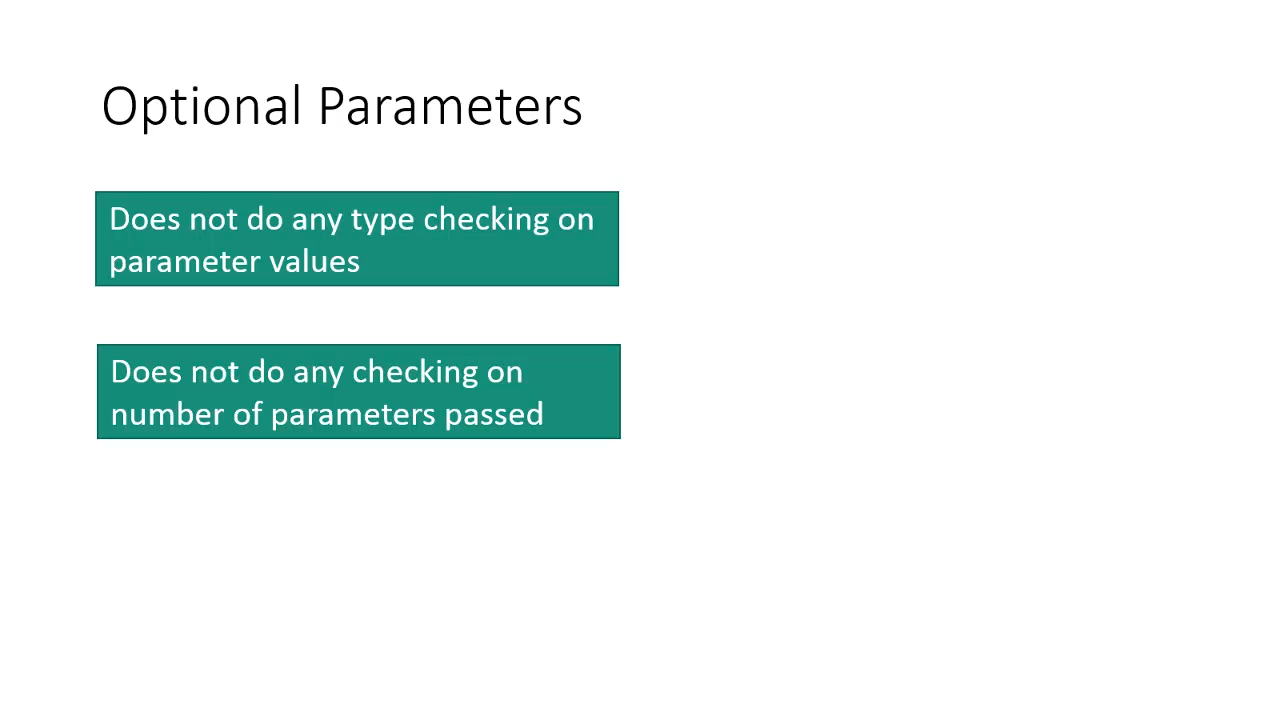 Optional Parameters
Does not do any type checking on
parameter values
Does not do any checking on
number of parameters passed